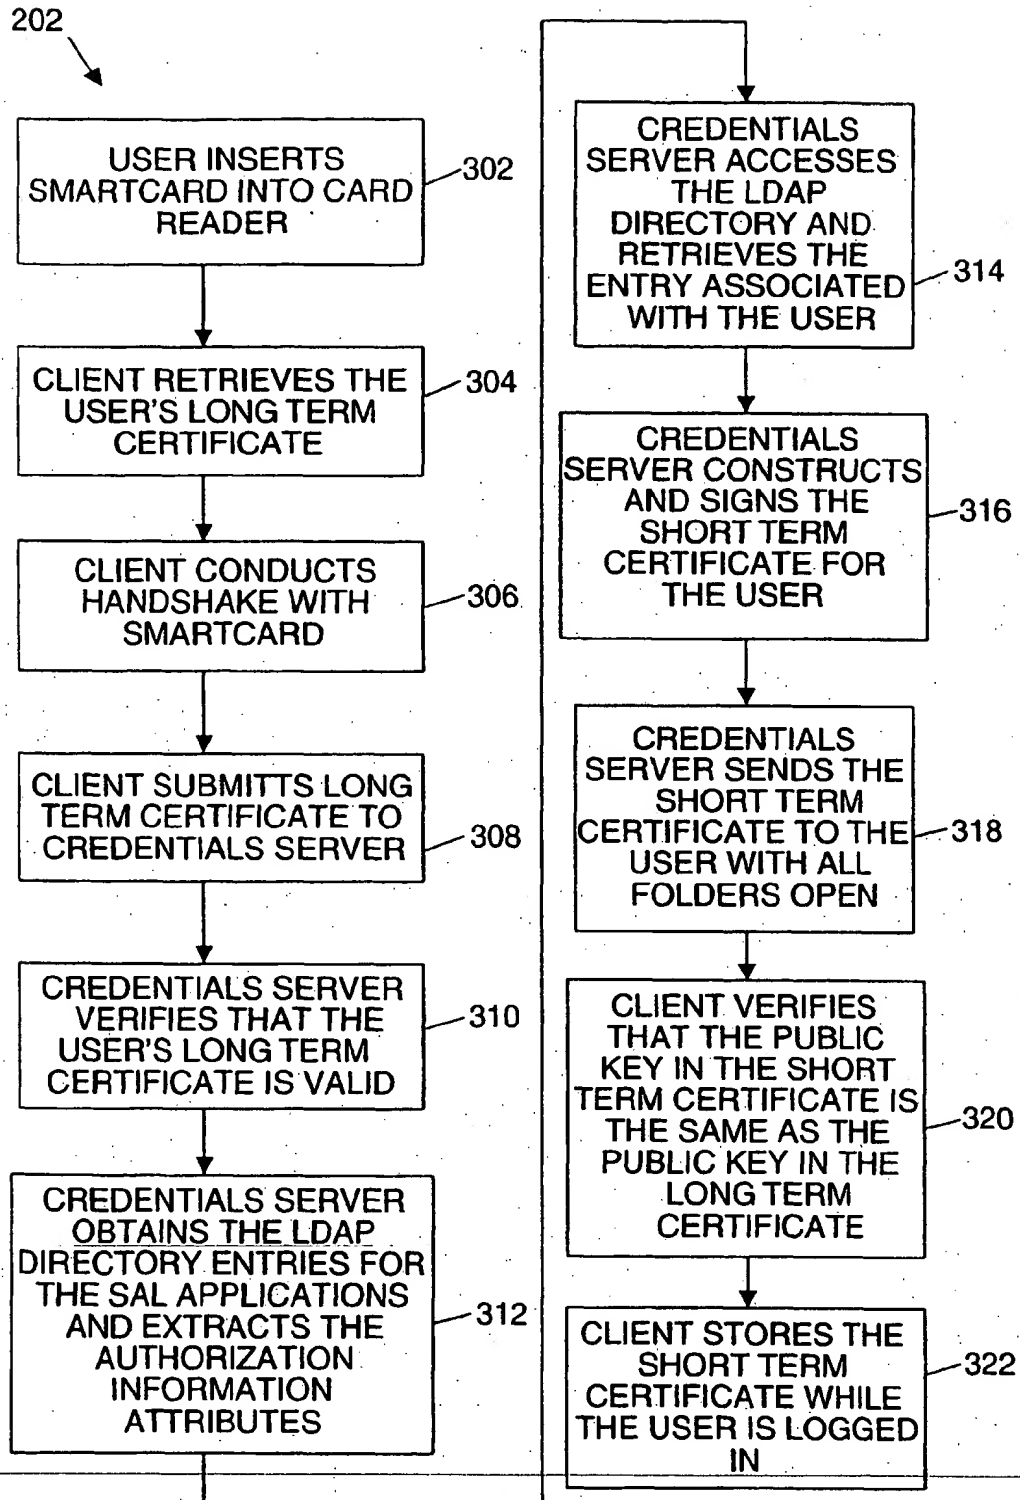 202
USER INSERTS
SMARTCARD INTO CARD
READER
302
CLIENT RETRIEVES THE
USER'S LONG TERM
CERTIFICATE
304
CLIENT CONDUCTS
HANDSHAKE WITH
SMARTCARD
306
CLIENT SUBMITTS LONG
TERM CERTIFICATE TO
CREDENTIALS SERVER
308
CREDENTIALS SERVER
VERIFIES THAT THE
USER'S LONG TERM
CERTIFICATE IS VALID
310
CREDENTIALS SERVER
OBTAINS THE LDAP
DIRECTORY ENTRIES FOR
THE SAL APPLICATIONS
AND EXTRACTS THE
AUTHORIZATION
INFORMATION
ATTRIBUTES
312
CREDENTIALS
SERVER ACCESSES
THE LDAP
DIRECTORY AND
RETRIEVES THE
ENTRY ASSOCIATED
WITH THE USER
314
CREDENTIALS
SERVER CONSTRUCTS
AND SIGNS THE
SHORT TERM
CERTIFICATE FOR
THE USER
316
CREDENTIALS
SERVER SENDS THE
SHORT TERM
CERTIFICATE TO THE
USER WITH ALL
FOLDERS OPEN
318
CLIENT VERIFIES
THAT THE PUBLIC
KEY IN THE SHORT
TERM CERTIFICATE IS
THE SAME AS THE
PUBLIC KEY IN THE
LONG TERM
CERTIFICATE
320
CLIENT STORES THE
SHORT TERM
CERTIFICATE WHILE
THE USER IS LOGGED
IN
322